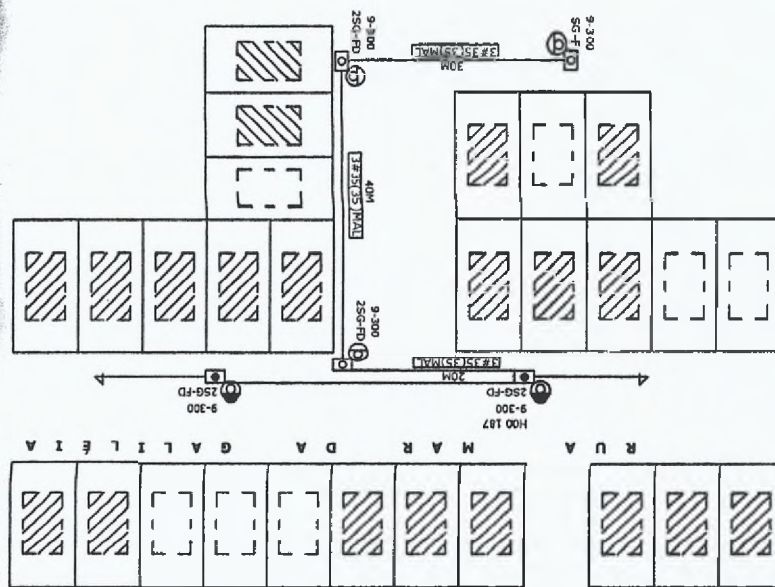 RUA MAR DA GALILÉIA
H00 187
9-300
2SG-FD
9-300
2SG-FD
20M
3#35(35)MAL
9-300
2SG-FD
40M
3#35(35)MAL
9-300
2SG-FD
30M
3#35(35)MAL
9-300
SG-F